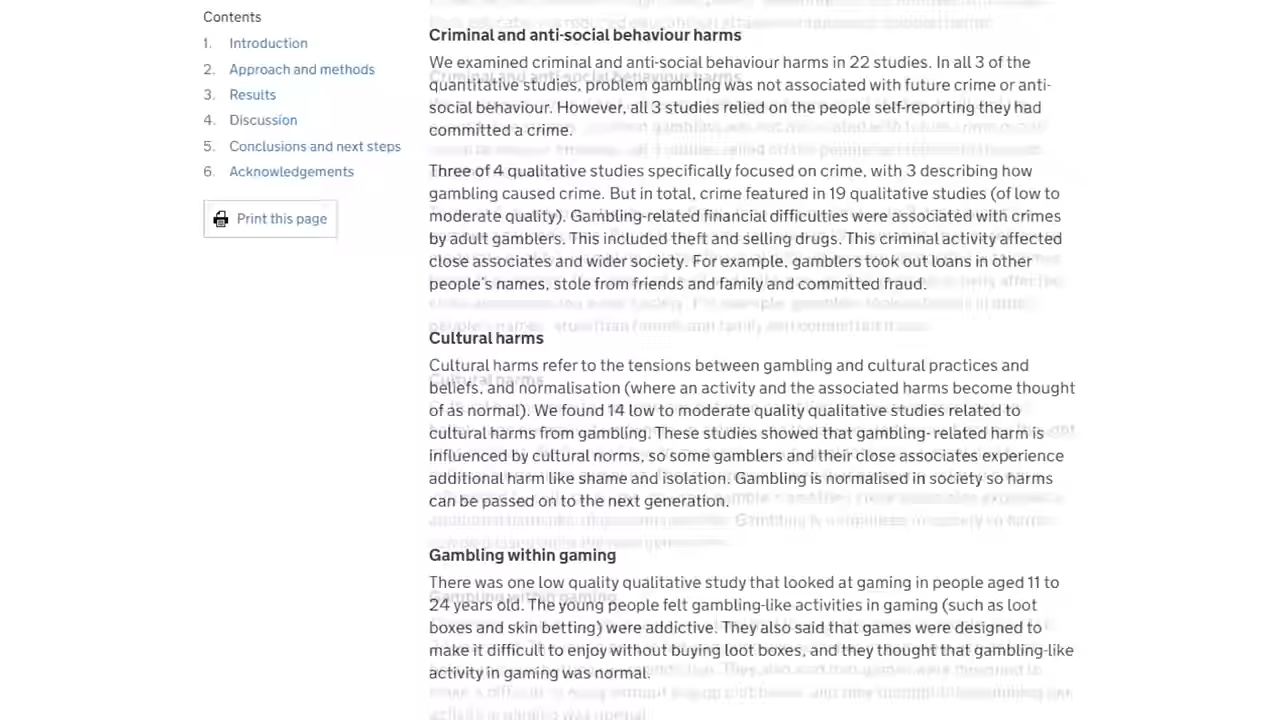 Contents
1. Introduction
2. Approach and methods
3. Results
4. Discussion
5. Conclusions and next steps
6. Acknowledgements
Print this page
Criminal and anti-social behaviour harms
We examined criminal and anti-social behaviour harms in 22 studies. In all 3 of the
quantitative studies, problem gambling was not associated with future crime or anti-
social behaviour. However, all 3 studies relied on the people self-reporting they had
committed a crime.
Three of 4 qualitative studies specifically focused on crime, with 3 describing how
gambling caused crime. But in total, crime featured in 19 qualitative studies (of low to
moderate quality). Gambling-related financial difficulties were associated with crimes
by adult gamblers. This included theft and selling drugs. This criminal activity affected
close associates and wider society. For example, gamblers took out loans in other
people's names, stole from friends and family and committed fraud.
Cultural harms
Cultural harms refer to the tensions between gambling and cultural practices and
beliefs, and normalisation (where an activity and the associated harms become thought
of as normal). We found 14 low to moderate quality qualitative studies related to
cultural harms from gambling. These studies showed that gambling-related harm is
influenced by cultural norms, so some gamblers and their close associates experience
additional harm like shame and isolation. Gambling is normalised in society so harms
can be passed on to the next generation.
Gambling within gaming
There was one low quality qualitative study that looked at gaming in people aged 11 to
24 years old. The young people felt gambling-like activities in gaming (such as loot
boxes and skin betting) were addictive. They also said that games were designed to
make it difficult to enjoy without buying loot boxes, and they thought that gambling-like
activity in gaming was normal.